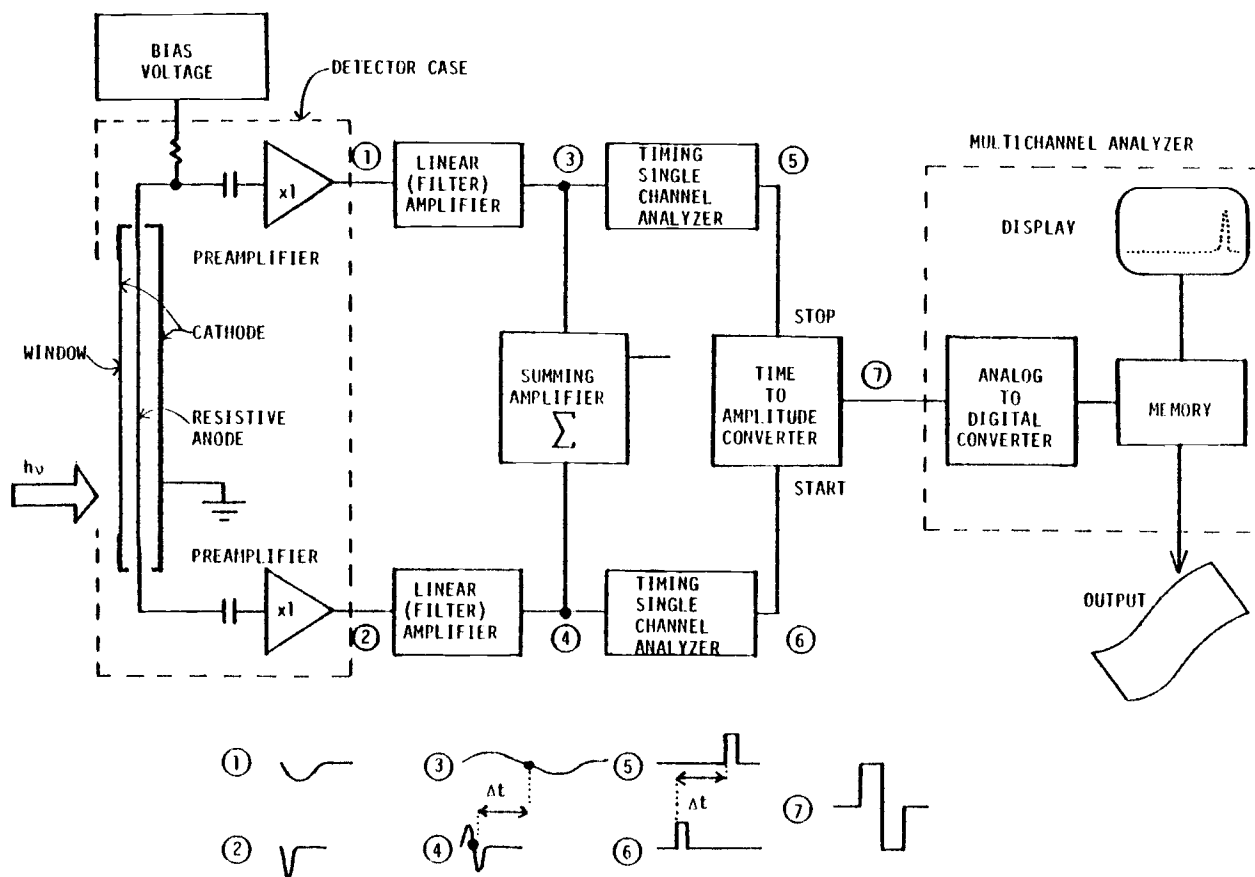 BIAS
VOLTAGE
DETECTOR CASE
①
LINEAR
(FILTER)
AMPLIFIER
③
TIMING
SINGLE
CHANNEL
ANALYZER
⑤
MULTICHANNEL ANALYZER
x1
PREAMPLIFIER
DISPLAY
CATHODE
WINDOW
RESISTIVE
ANODE
hν
SUMMING
AMPLIFIER
Σ
STOP
TIME
TO
AMPLITUDE
CONVERTER
START
⑦
ANALOG
TO
DIGITAL
CONVERTER
MEMORY
PREAMPLIFIER
x1
②
LINEAR
(FILTER)
AMPLIFIER
④
TIMING
SINGLE
CHANNEL
ANALYZER
⑥
OUTPUT
①
③
Δt
⑤
Δt
⑦
②
④
⑥